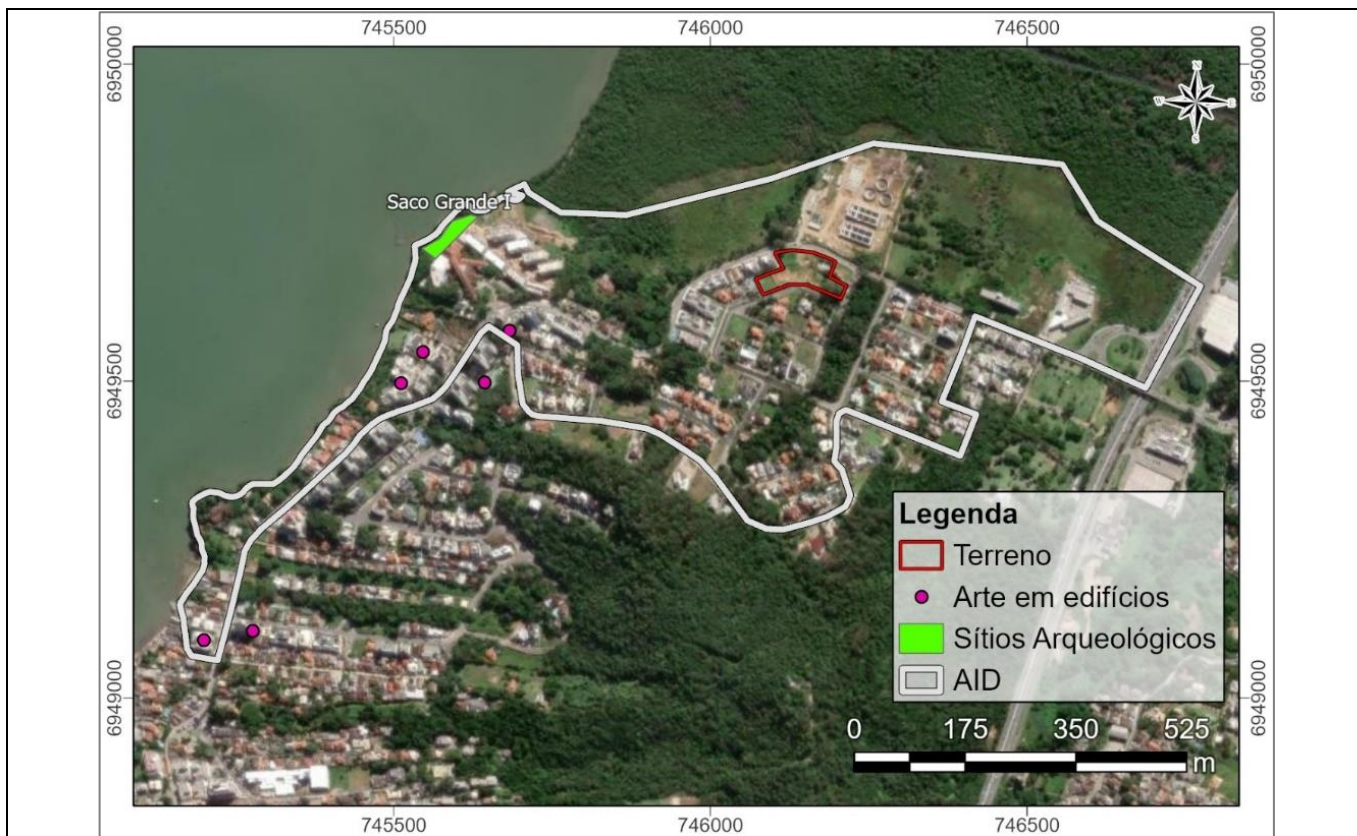 745500 746000 746500
6950000 6950000
N
W E
S
Saco Grande I
6949500 6949500
Legenda
Terreno
Arte em edifícios
Sítios Arqueológicos
AID
6949000 6949000
0 175 350 525
m
745500 746000 746500